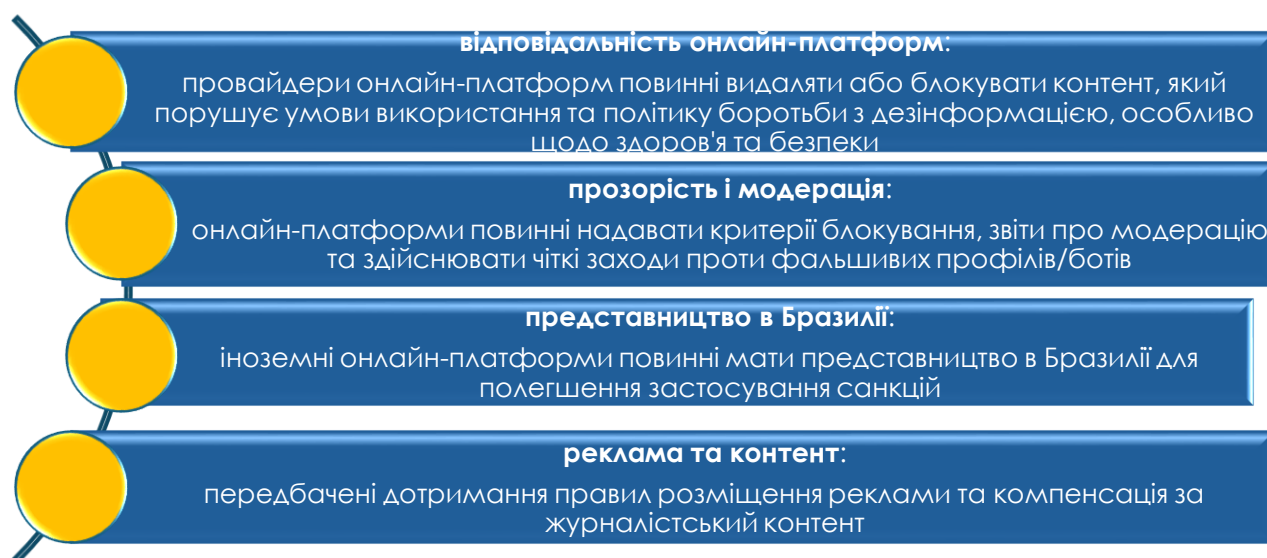 відповідальність онлайн-платформ:
провайдери онлайн-платформ повинні видаляти або блокувати контент, який
порушує умови використання та політику боротьби з дезінформацією, особливо
щодо здоров'я та безпеки
прозорість і модерація:
онлайн-платформи повинні надавати критерії блокування, звіти про модерацію
та здійснювати чіткі заходи проти фальшивих профілів/ботів
представництво в Бразилії:
іноземні онлайн-платформи повинні мати представництво в Бразилії для
полегшення застосування санкцій
реклама та контент:
передбачені дотримання правил розміщення реклами та компенсація за
журналістський контент